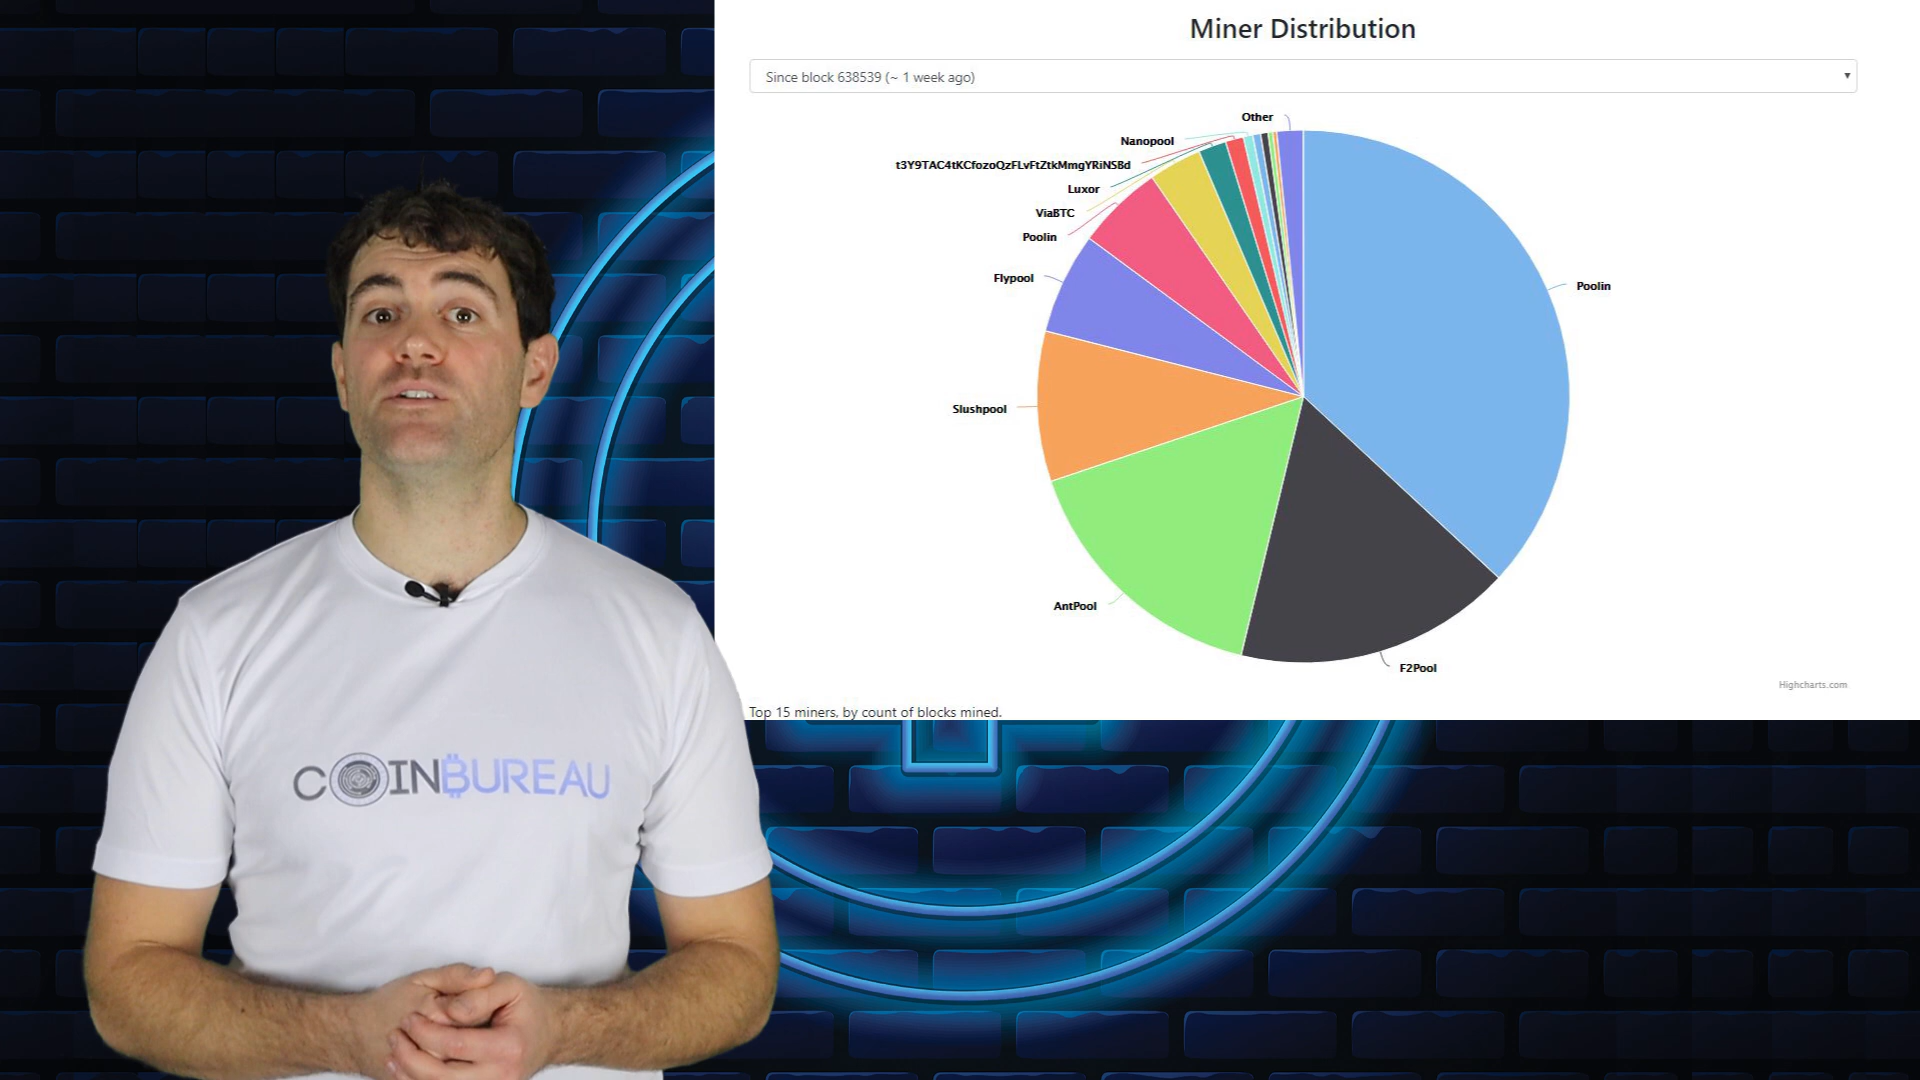 Miner Distribution
Since block 638539 (~ 1 week ago)
Other
Nanopool
t3Y9TAC4tKCfozoQzFLvFtZtkMmgYRiNSBd
Luxor
ViaBTC
Poolin
Flypool
Poolin
Slushpool
AntPool
F2Pool
Highcharts.com
Top 15 miners, by count of blocks mined.
COINBUREAU